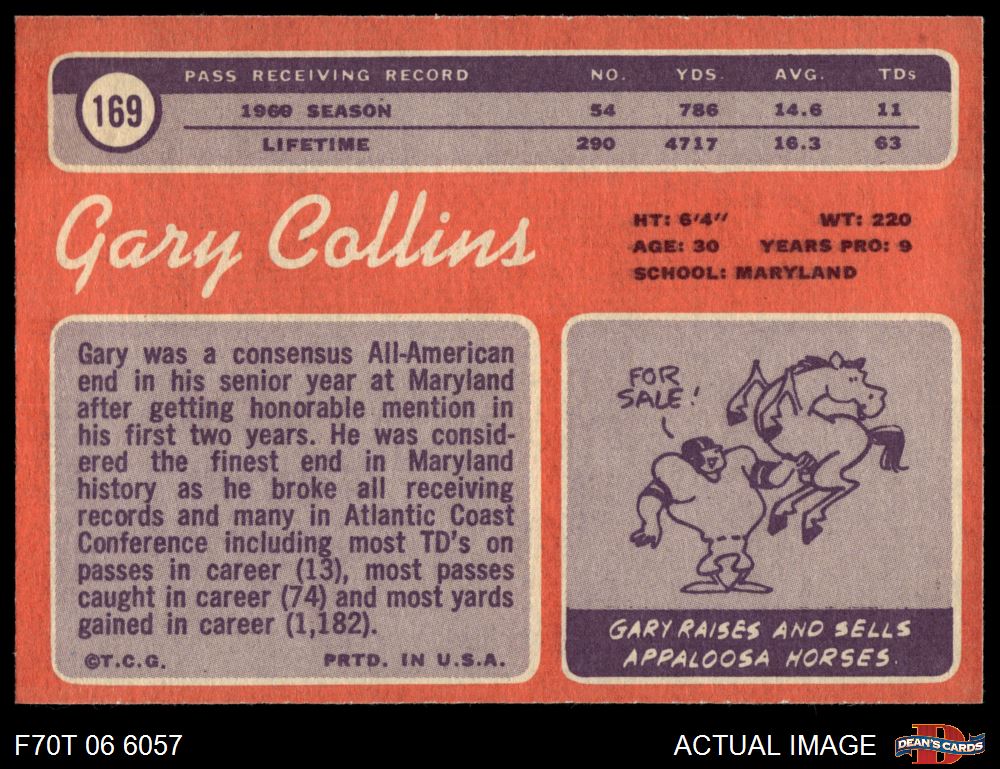 169
PASS RECEIVING RECORD NO. YDS. AVG. TDs
1969 SEASON 54 786 14.6 11
LIFETIME 290 4717 16.3 63
Gary Collins
HT: 6'4" WT: 220
AGE: 30 YEARS PRO: 9
SCHOOL: MARYLAND
Gary was a consensus All-American
end in his senior year at Maryland
after getting honorable mention in
his first two years. He was consid-
ered the finest end in Maryland
history as he broke all receiving
records and many in Atlantic Coast
Conference including most TD's on
passes in career (13), most passes
caught in career (74) and most yards
gained in career (1,182).
©T.C.G. PRTD. IN U.S.A.
FOR
SALE!
GARY RAISES AND SELLS
APPALOOSA HORSES.
F70T 06 6057
ACTUAL IMAGE
DEAN'S CARDS